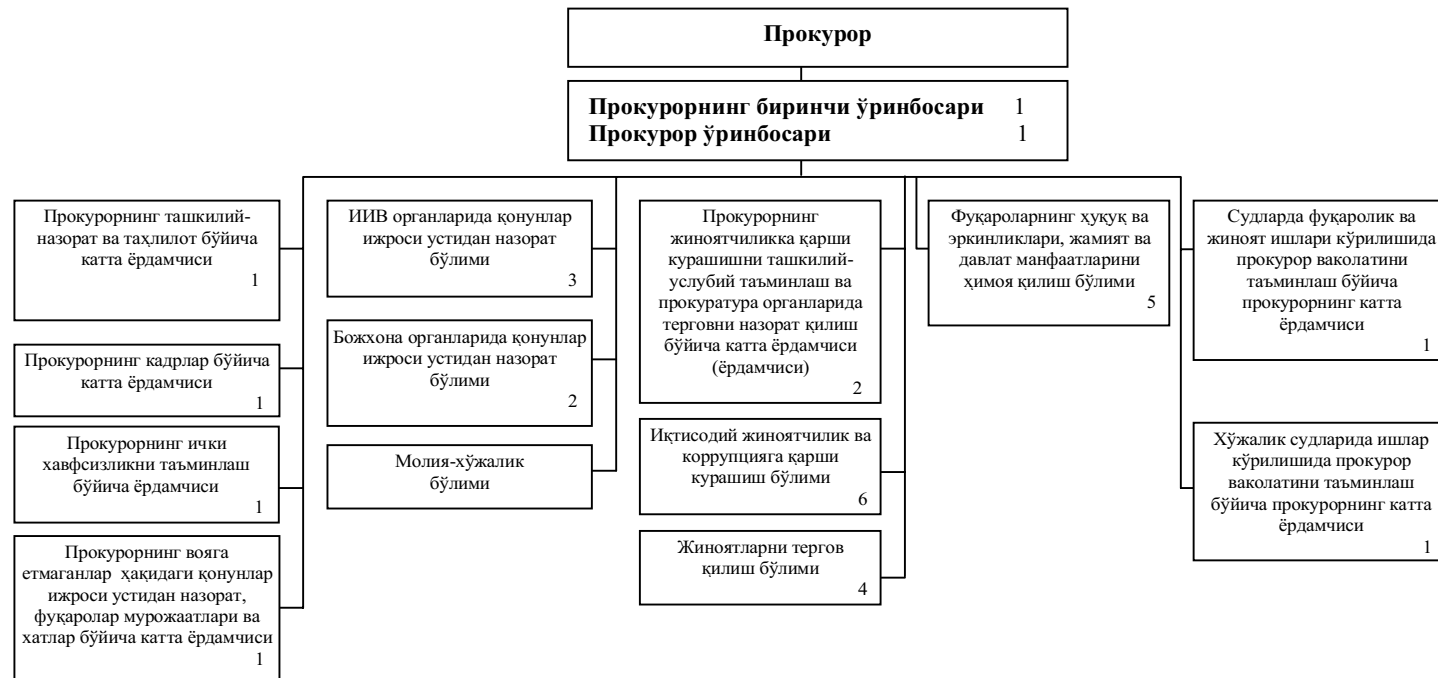 Прокурор
Прокурорнинг биринчи ўринбосари 1
Прокурор ўринбосари 1
Прокурорнинг ташкилий-
назорат ва таҳлилот бўйича
катта ёрдамчиси
1
Прокурорнинг кадрлар бўйича
катта ёрдамчиси
1
Прокурорнинг ички
хавфсизликни таъминлаш
бўйича ёрдамчиси
1
Прокурорнинг вояга
етмаганлар ҳақидаги қонунлар
ижроси устидан назорат,
фуқаролар мурожаатлари ва
хатлар бўйича катта ёрдамчиси
1
ИИВ органларида қонунлар
ижроси устидан назорат
бўлими
3
Божхона органларида қонунлар
ижроси устидан назорат
бўлими
2
Молия-хўжалик
бўлими
Прокурорнинг
жиноятчиликка қарши
курашишни ташкилий-
услубий таъминлаш ва
прокуратура органларида
терговни назорат қилиш
бўйича катта ёрдамчиси
(ёрдамчиси)
2
Иқтисодий жиноятчилик ва
коррупцияга қарши
курашиш бўлими
6
Жиноятларни тергов
қилиш бўлими
4
Фуқароларнинг ҳуқуқ ва
эркинликлари, жамият ва
давлат манфаатларини
ҳимоя қилиш бўлими
5
Судларда фуқаролик ва
жиноят ишлари кўрилишида
прокурор ваколатини
таъминлаш бўйича
прокурорнинг катта
ёрдамчиси
1
Хўжалик судларида ишлар
кўрилишида прокурор
ваколатини таъминлаш
бўйича прокурорнинг катта
ёрдамчиси
1